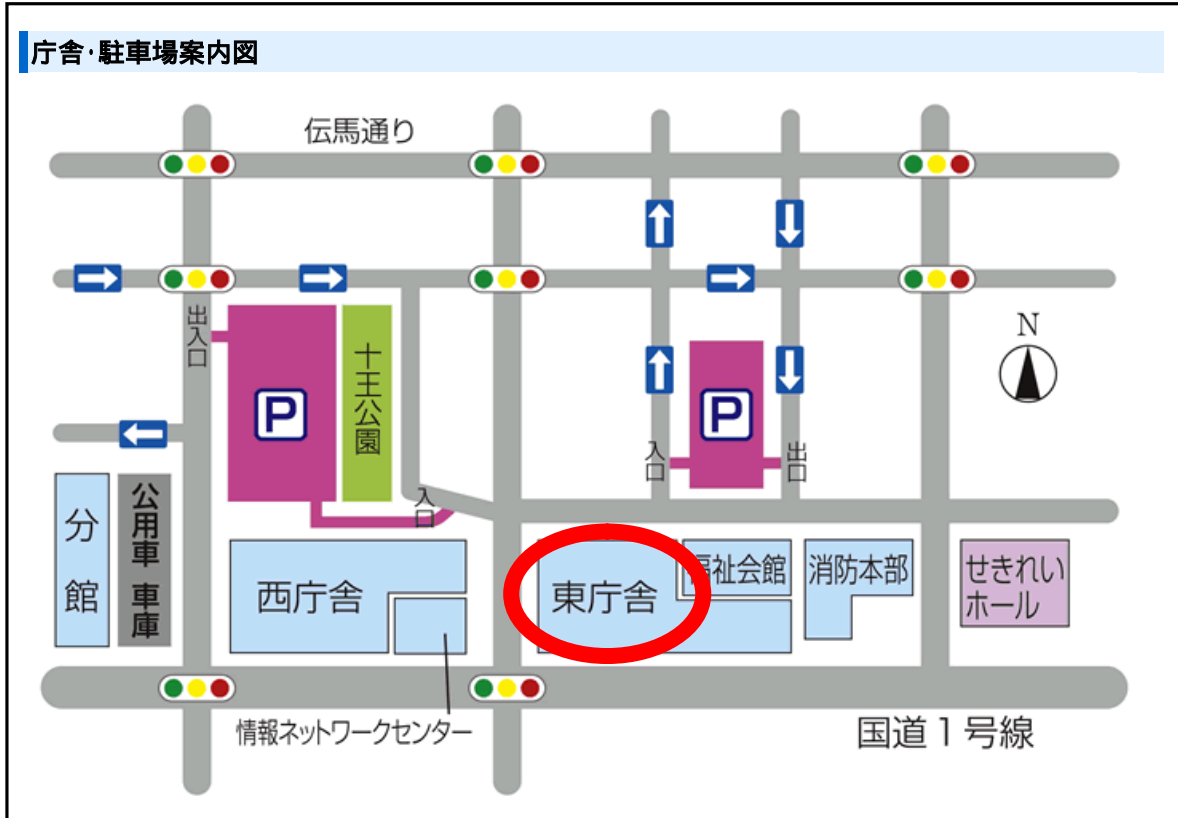 庁舎・駐車場案内図
伝馬通り
出入口
P
十王公園
N
P
入口
出口
入口
分館
公用車 車庫
西庁舎
東庁舎
福祉会館
消防本部
せきれい
ホール
情報ネットワークセンター
国道1号線